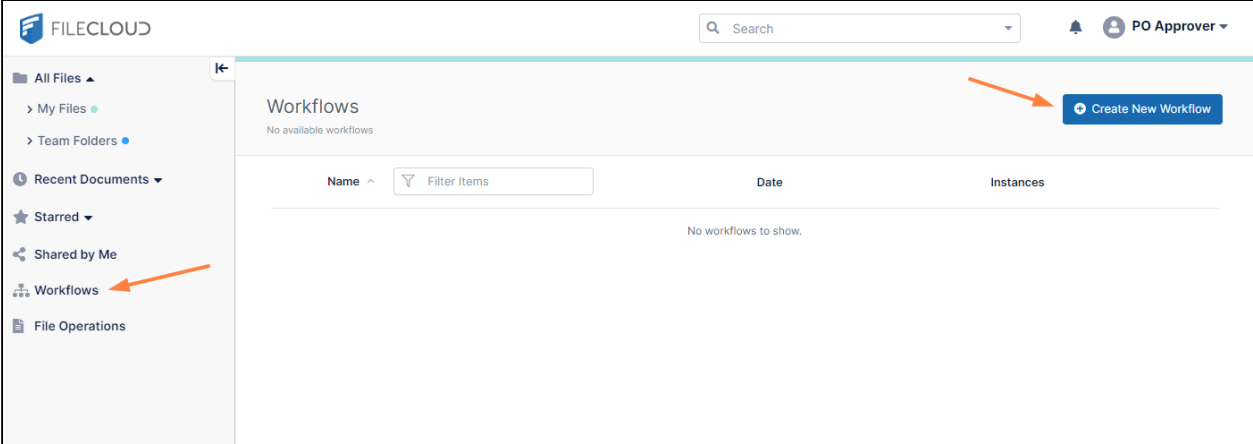 FILECLOUD
Search
PO Approver
All Files
My Files
Team Folders
Recent Documents
Starred
Shared by Me
Workflows
File Operations
Workflows
No available workflows
Create New Workflow
Name
Filter Items
Date
Instances
No workflows to show.